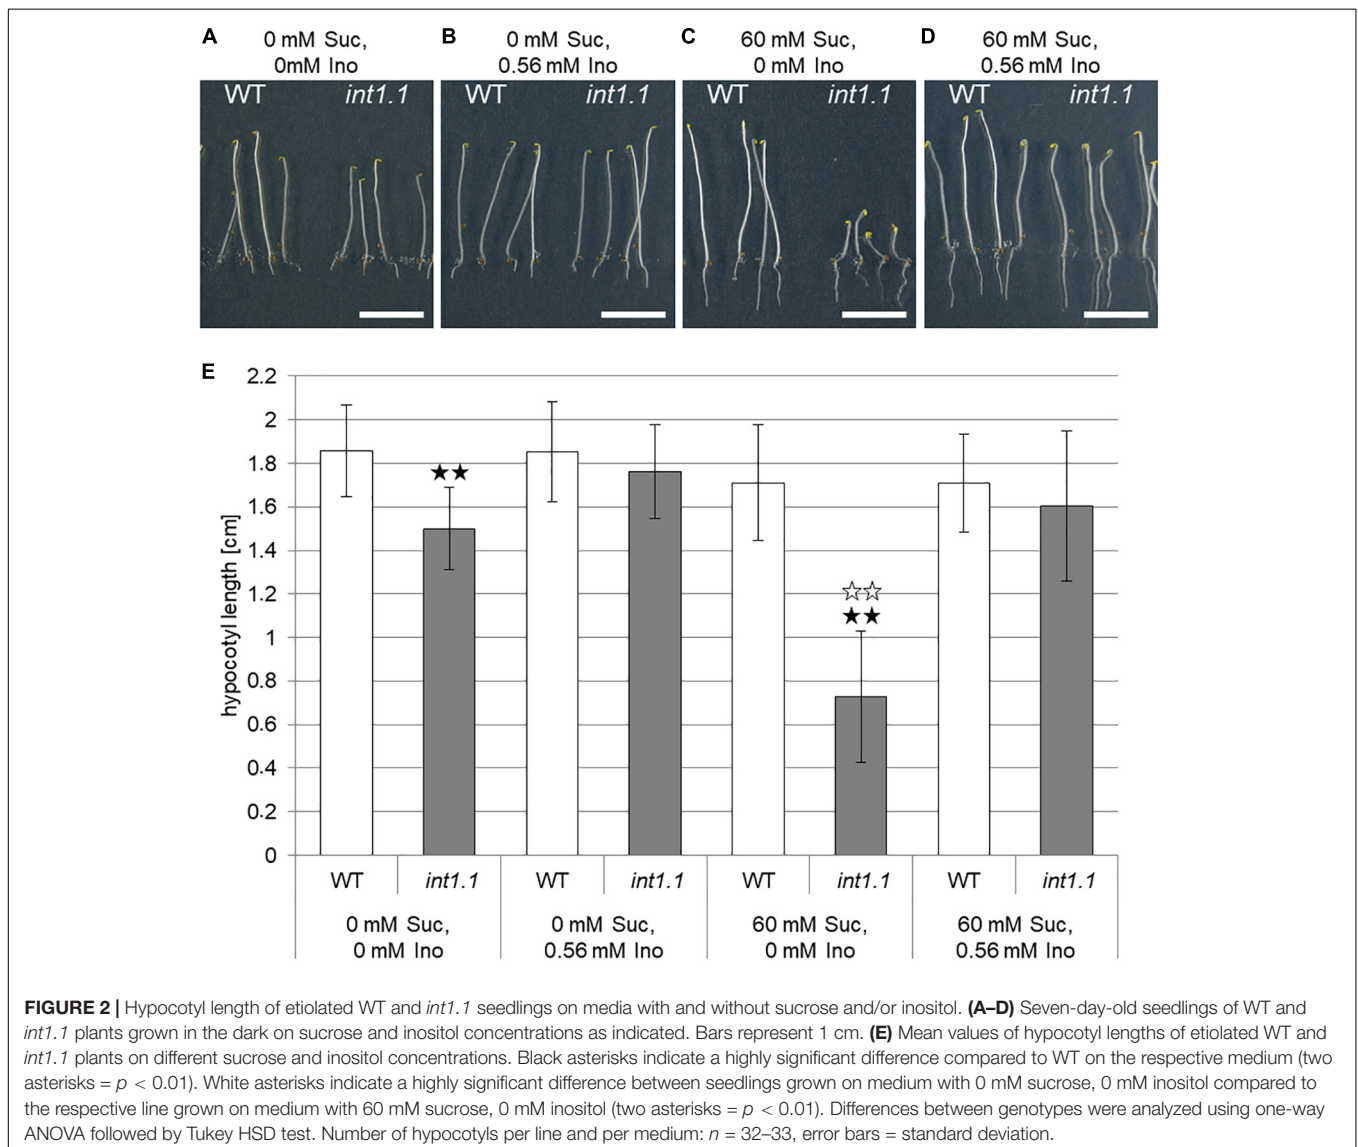 A 0 mM Suc, 0mM Ino
B 0 mM Suc, 0.56 mM Ino
C 60 mM Suc, 0 mM Ino
D 60 mM Suc, 0.56 mM Ino
WT int1.1 WT int1.1 WT int1.1 WT int1.1
E
2.2
2
1.8
1.6
1.4
1.2
1
0.8
0.6
0.4
0.2
0
hypocotyl length [cm]
★★
☆☆
★★
WT int1.1 WT int1.1 WT int1.1 WT int1.1
0 mM Suc, 0 mM Ino
0 mM Suc, 0.56 mM Ino
60 mM Suc, 0 mM Ino
60 mM Suc, 0.56 mM Ino
FIGURE 2 | Hypocotyl length of etiolated WT and int1.1 seedlings on media with and without sucrose and/or inositol. (A–D) Seven-day-old seedlings of WT and
int1.1 plants grown in the dark on sucrose and inositol concentrations as indicated. Bars represent 1 cm. (E) Mean values of hypocotyl lengths of etiolated WT and
int1.1 plants on different sucrose and inositol concentrations. Black asterisks indicate a highly significant difference compared to WT on the respective medium (two
asterisks = p < 0.01). White asterisks indicate a highly significant difference between seedlings grown on medium with 0 mM sucrose, 0 mM inositol compared to
the respective line grown on medium with 60 mM sucrose, 0 mM inositol (two asterisks = p < 0.01). Differences between genotypes were analyzed using one-way
ANOVA followed by Tukey HSD test. Number of hypocotyls per line and per medium: n = 32–33, error bars = standard deviation.